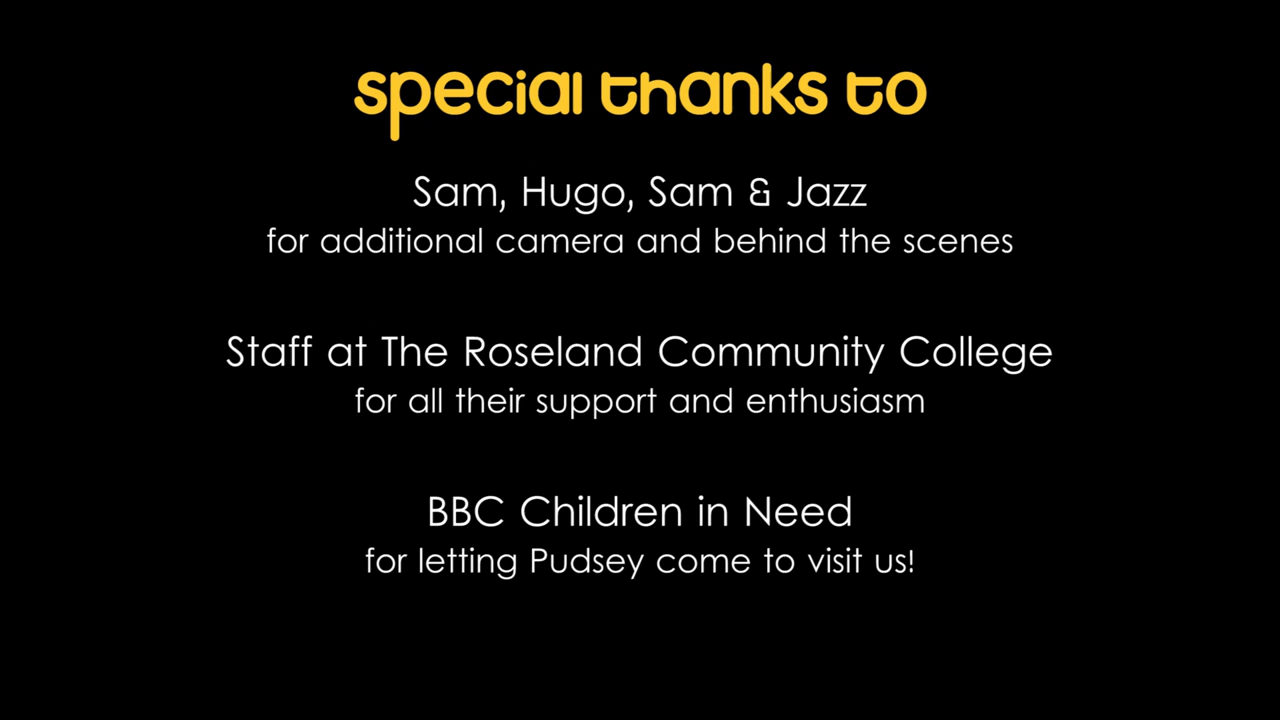 special thanks to
Sam, Hugo, Sam & Jazz
for additional camera and behind the scenes
Staff at The Roseland Community College
for all their support and enthusiasm
BBC Children in Need
for letting Pudsey come to visit us!